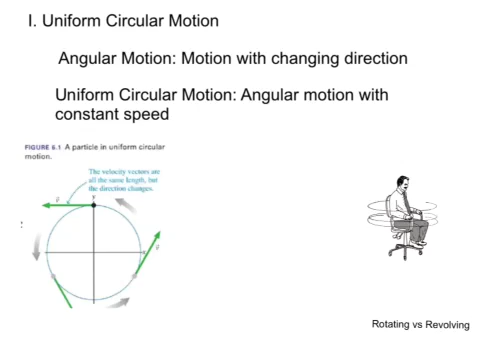 I. Uniform Circular Motion
Angular Motion: Motion with changing direction
Uniform Circular Motion: Angular motion with
constant speed
FIGURE 6.1 A particle in uniform circular
motion.
The velocity vectors are
all the same length, but
the direction changes.
Rotating vs Revolving